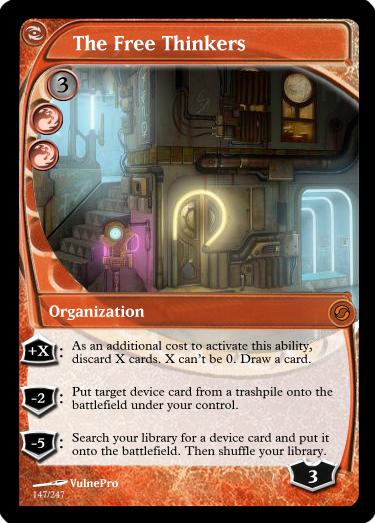 The Free Thinkers
3
Organization
+X: As an additional cost to activate this ability,
discard X cards. X can't be 0. Draw a card.
-2: Put target device card from a trashpile onto the
battlefield under your control.
-5: Search your library for a device card and put it
onto the battlefield. Then shuffle your library.
3
VulnePro
147/247